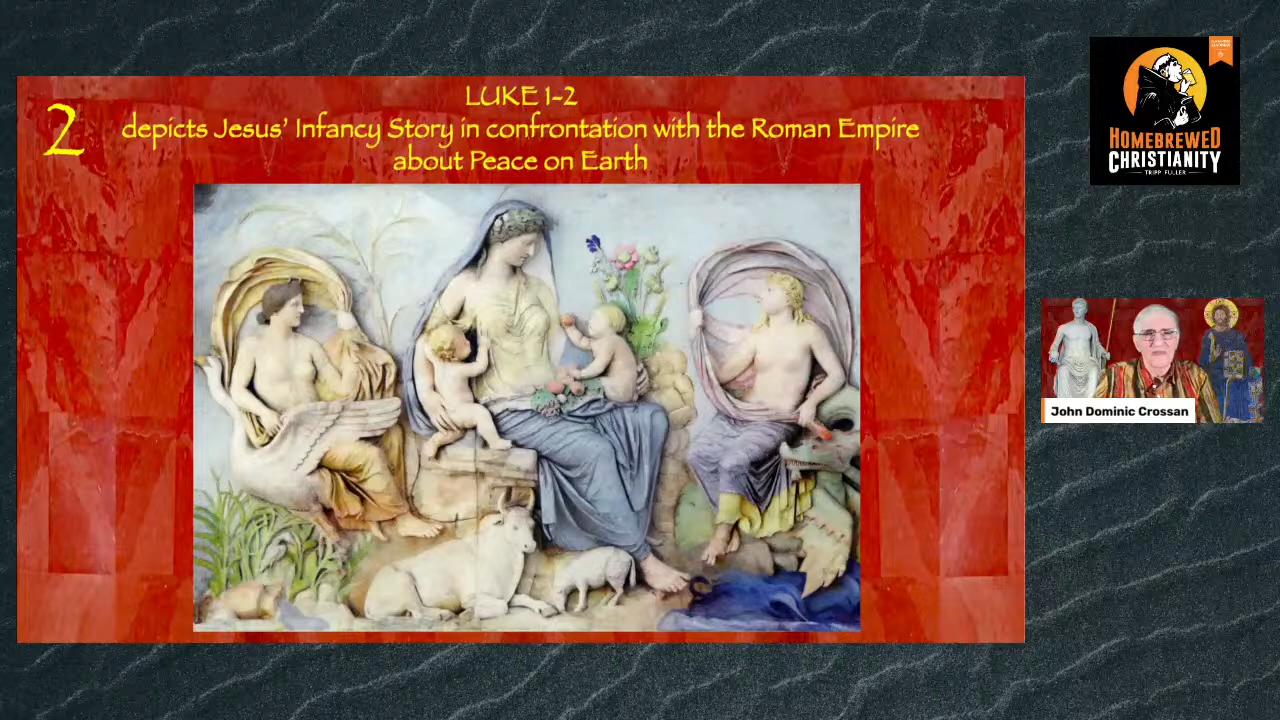 LUKE 1-2
2
depicts Jesus' Infancy Story in confrontation with the Roman Empire
about Peace on Earth
HOMEBREWED
CHRISTIANITY
TRIPP FULLER
John Dominic Crossan